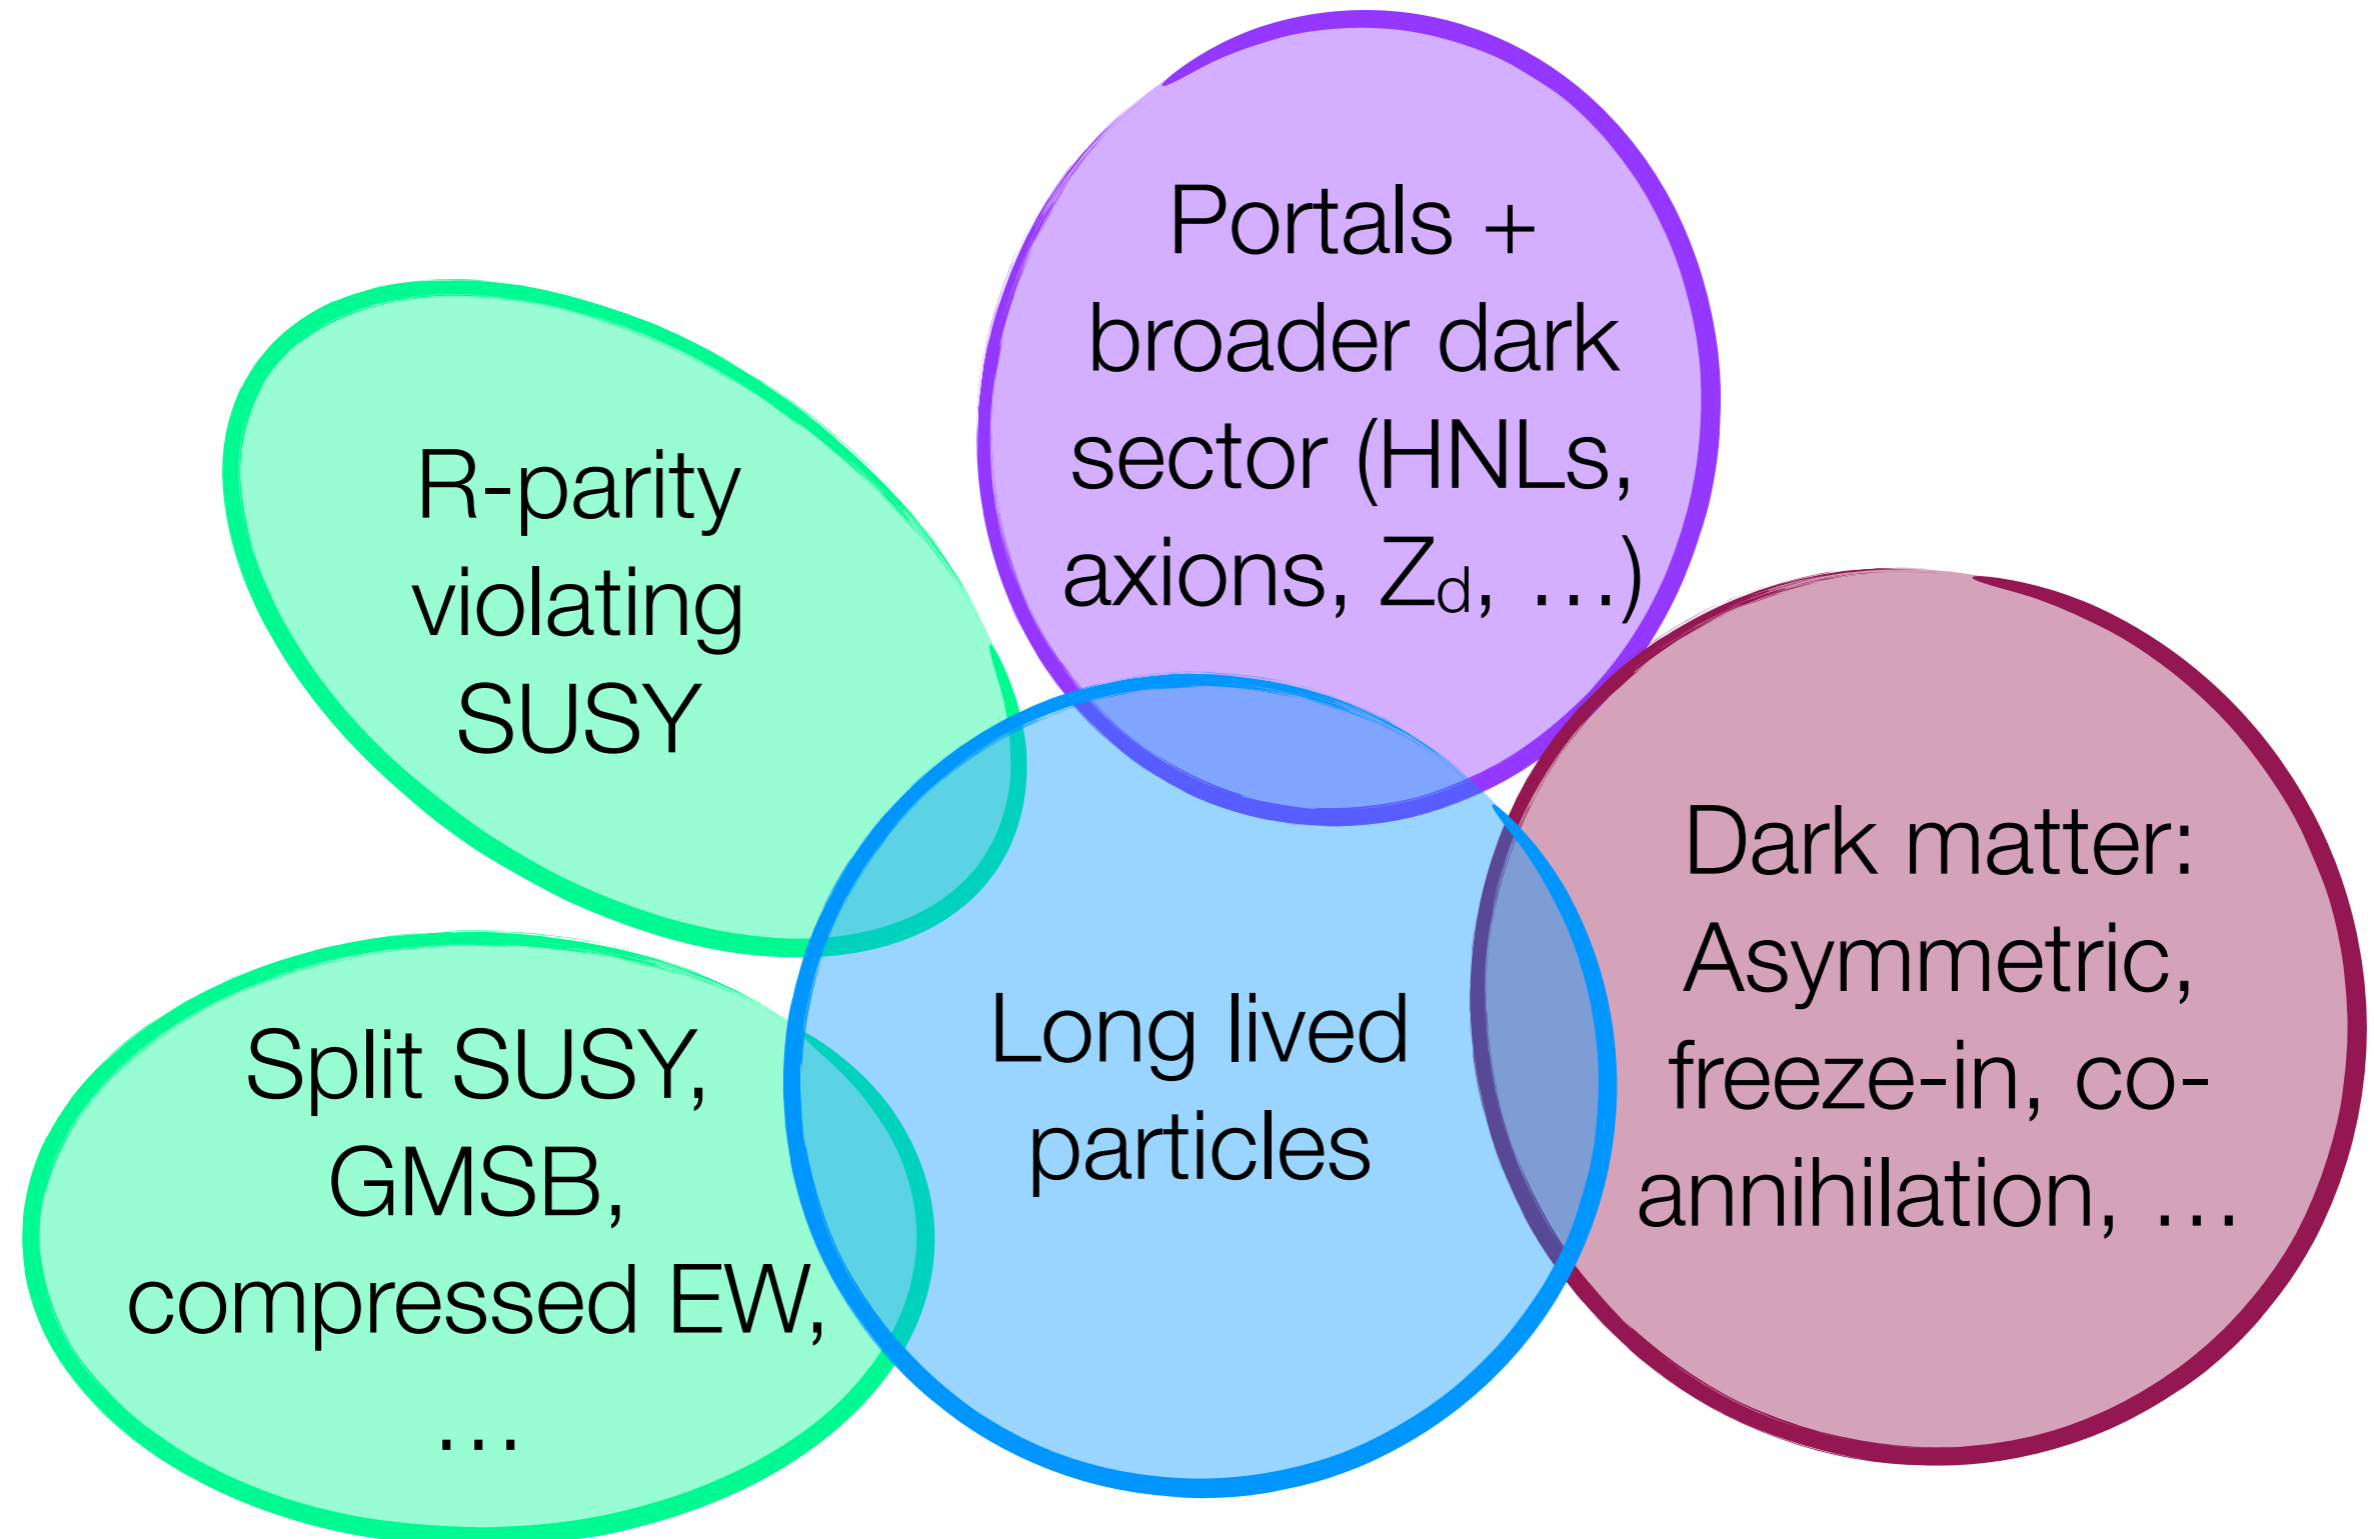 Portals +
broader dark
sector (HNLs,
axions, Zd, …)
R-parity
violating
SUSY
Dark matter:
Asymmetric,
freeze-in, co-
annihilation, …
Long lived
particles
Split SUSY,
GMSB,
compressed EW,
…